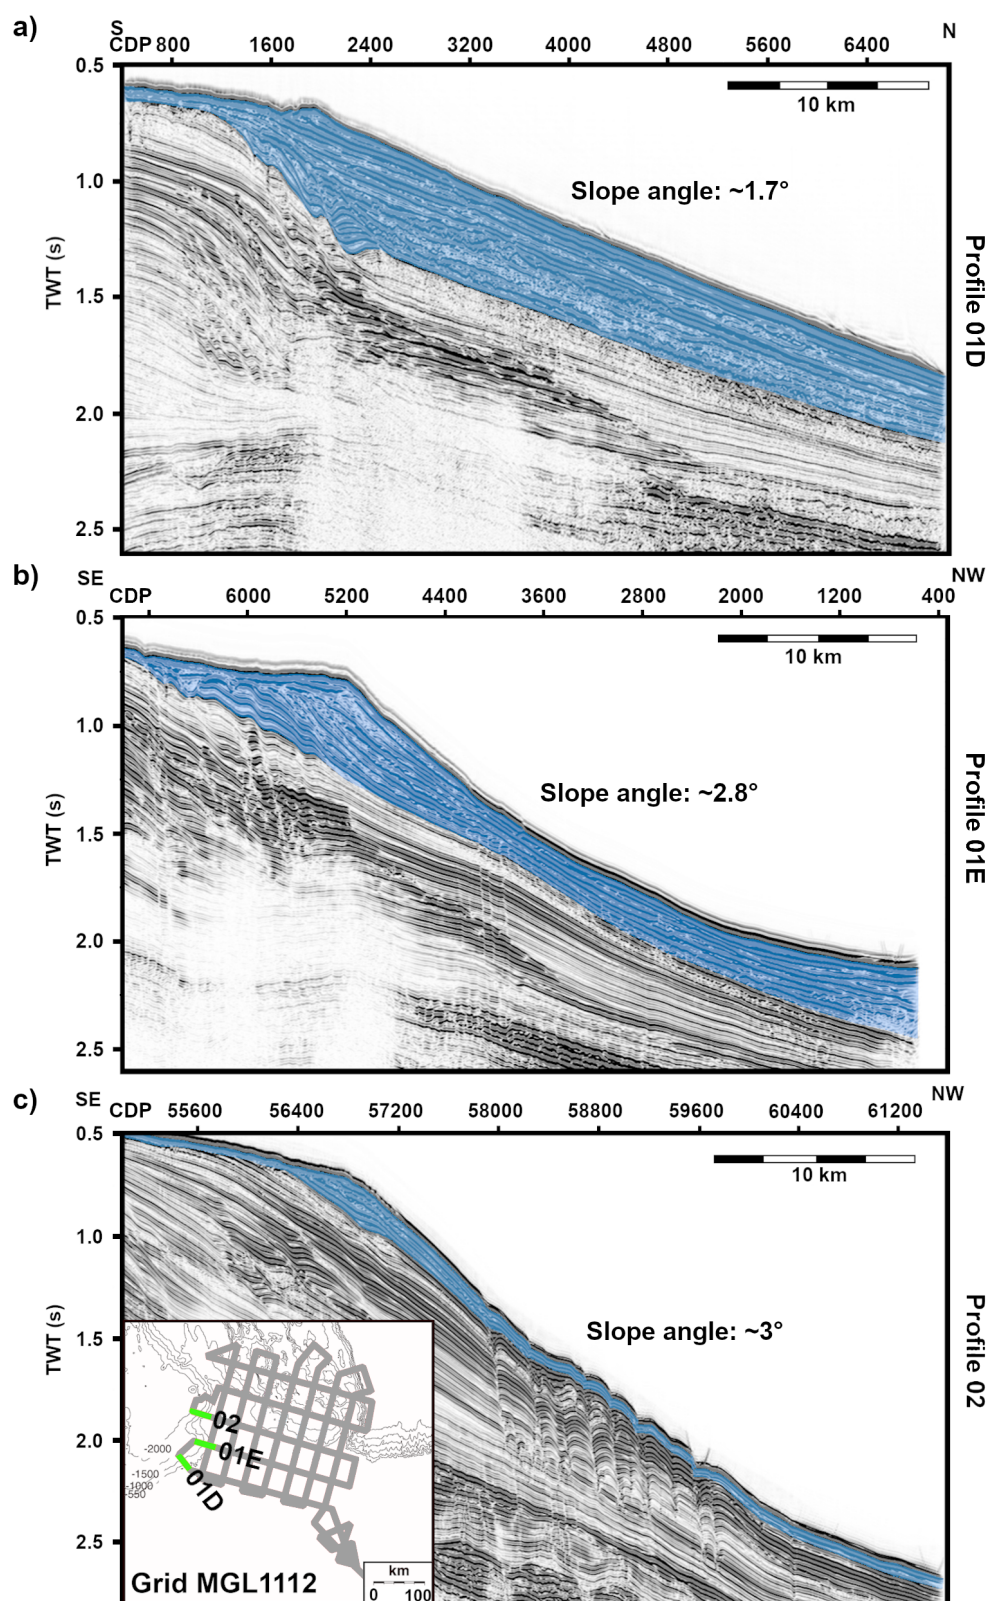 a)
S
N
CDP 800 1600 2400 3200 4000 4800 5600 6400
0.5
10 km
1.0
Slope angle: ~1.7°
TWT (s)
Profile 01D
1.5
2.0
2.5
b)
SE
NW
CDP 6000 5200 4400 3600 2800 2000 1200 400
0.5
10 km
1.0
Slope angle: ~2.8°
TWT (s)
Profile 01E
1.5
2.0
2.5
c)
SE
NW
CDP 55600 56400 57200 58000 58800 59600 60400 61200
0.5
10 km
1.0
Slope angle: ~3°
TWT (s)
Profile 02
1.5
2.0
2.5
02
01E
01D
-2000
-1500
-1000
-550
km
0 100
Grid MGL1112